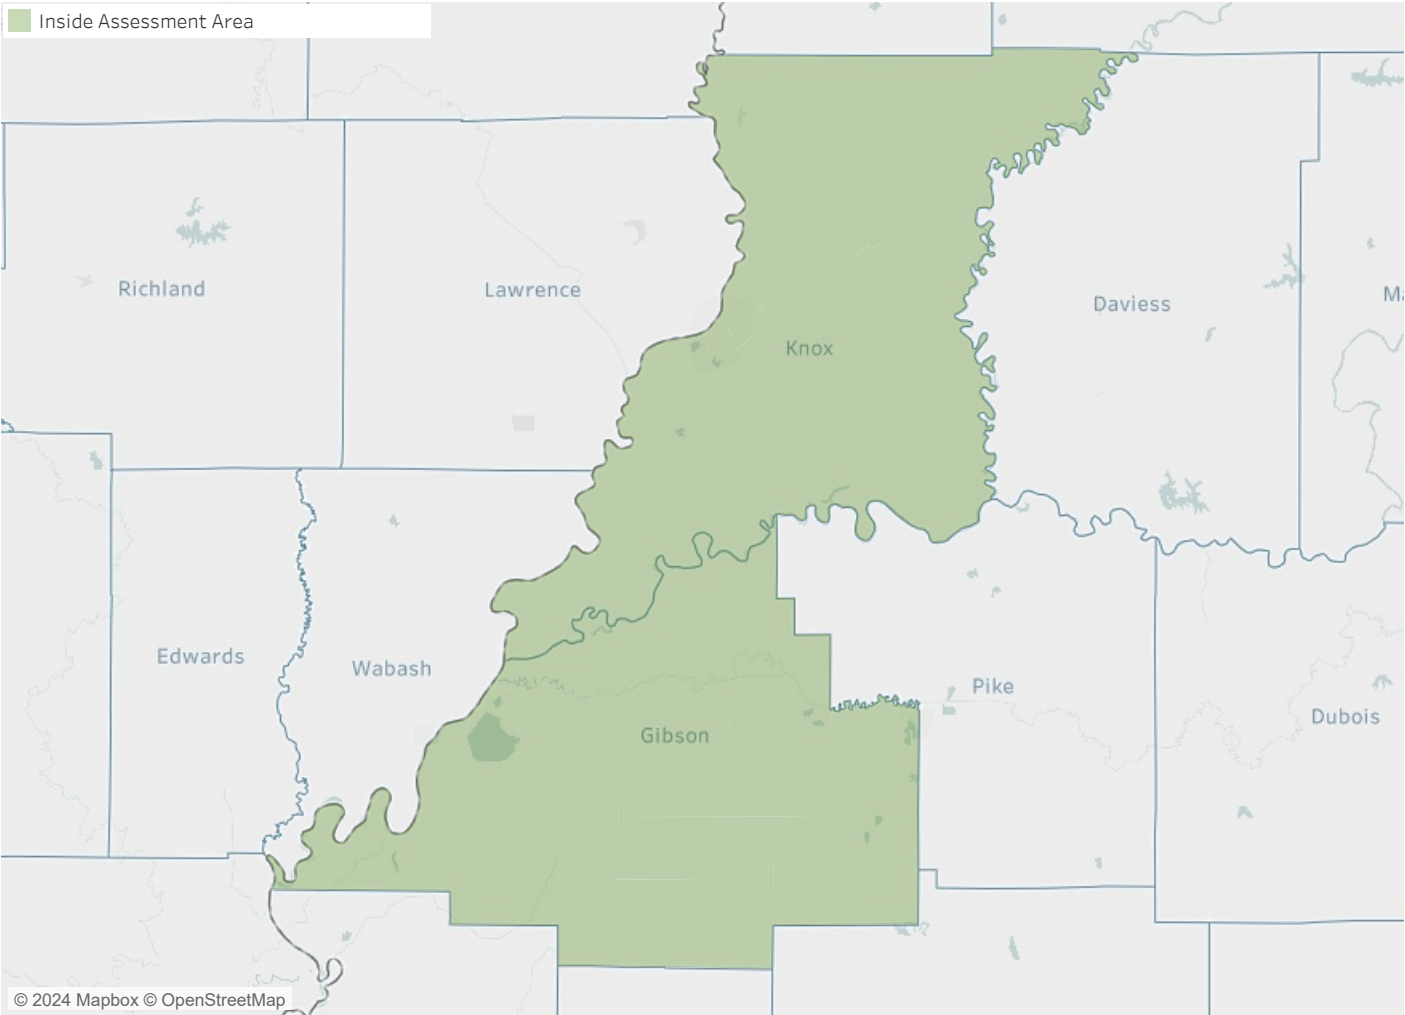 Inside Assessment Area
Richland
Lawrence
Daviess
Ma
Knox
Edwards
Wabash
Pike
Gibson
Dubois
© 2024 Mapbox © OpenStreetMap